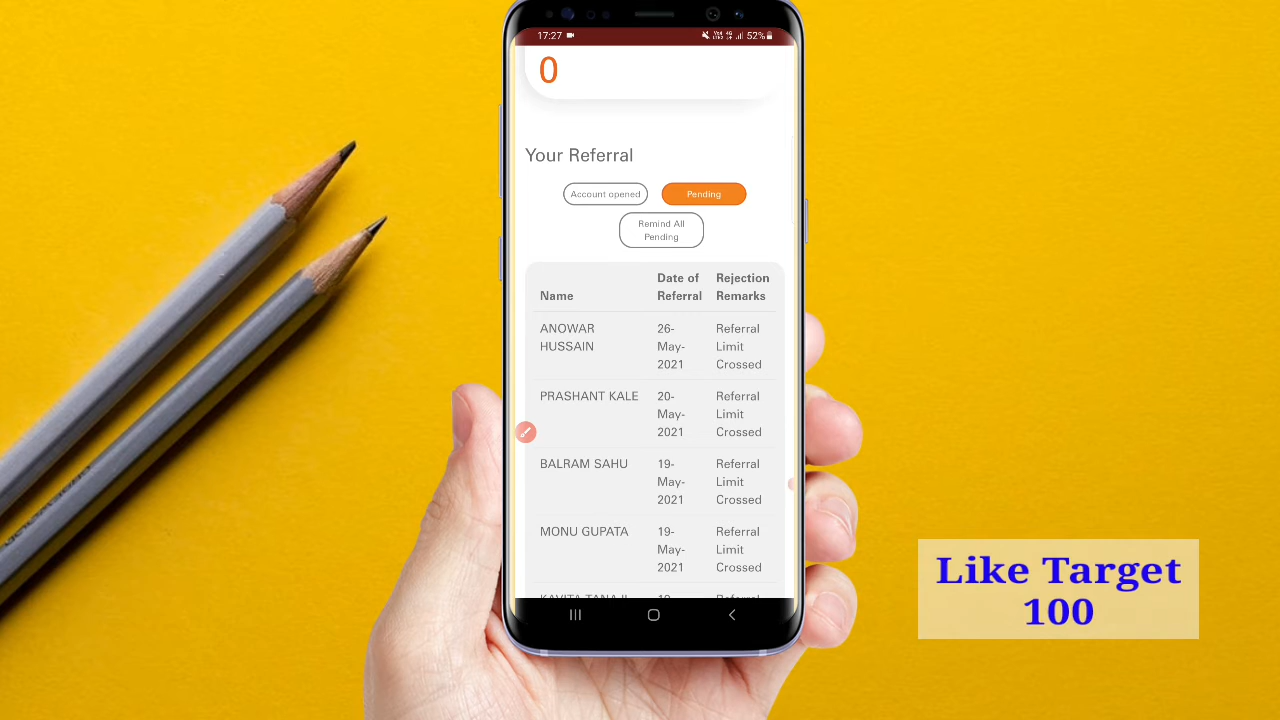 17:27
52%
0
Your Referral
Account opened
Pending
Remind All
Pending
Name
Date of
Referral
Rejection
Remarks
ANOWAR
HUSSAIN
26-
May-
2021
Referral
Limit
Crossed
PRASHANT KALE
20-
May-
2021
Referral
Limit
Crossed
BALRAM SAHU
19-
May-
2021
Referral
Limit
Crossed
MONU GUPATA
19-
May-
2021
Referral
Limit
Crossed
Like Target
100